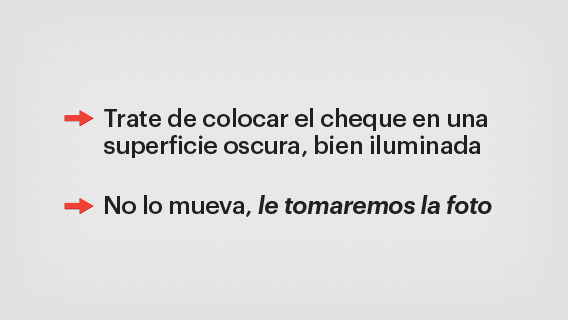 Trate de colocar el cheque en una
superficie oscura, bien iluminada
No lo mueva, le tomaremos la foto